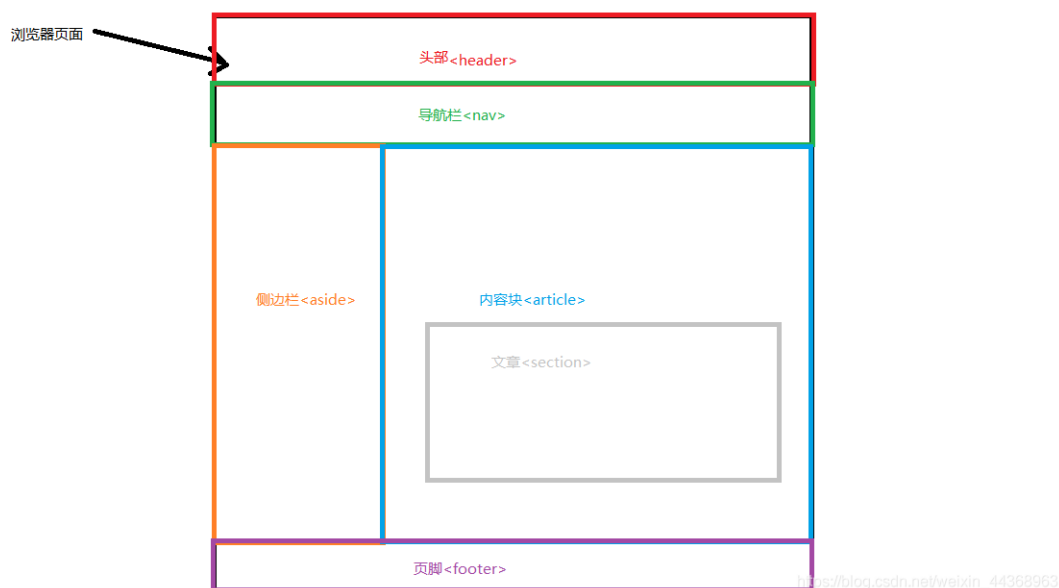 浏览器页面
头部<header>
导航栏<nav>
侧边栏<aside>
内容块<article>
文章<section>
页脚<footer>
https://blog.csdn.net/weixin_44368963